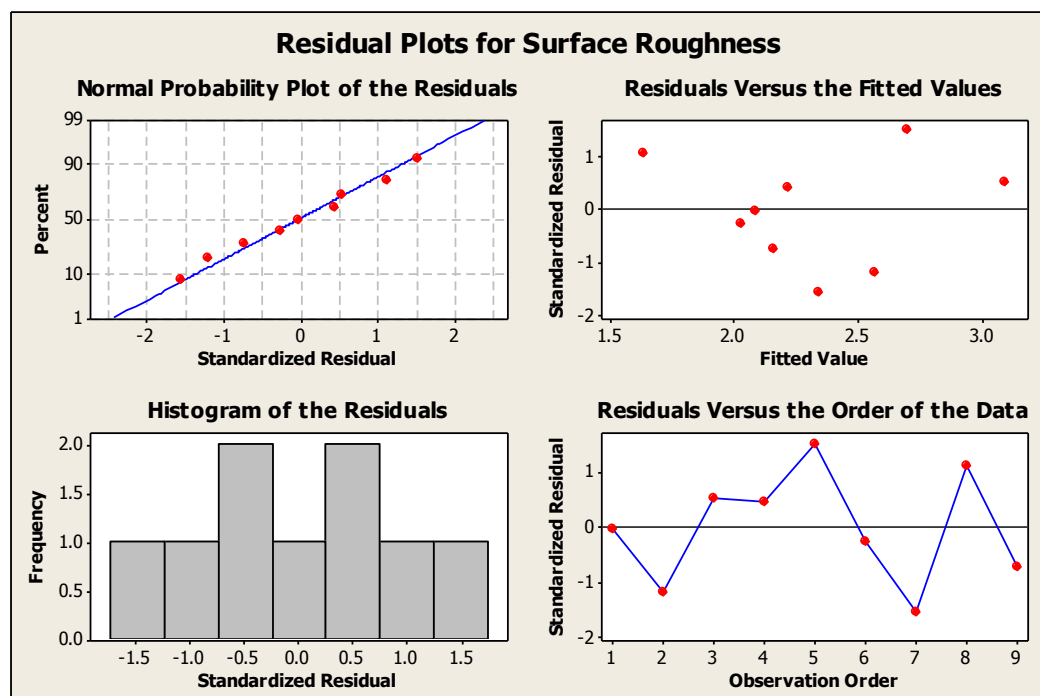 Residual Plots for Surface Roughness
Normal Probability Plot of the Residuals
99
90
50
10
1
Percent
-2 -1 0 1 2
Standardized Residual
Residuals Versus the Fitted Values
1
0
-1
-2
Standardized Residual
1.5 2.0 2.5 3.0
Fitted Value
Histogram of the Residuals
2.0
1.5
1.0
0.5
0.0
Frequency
-1.5 -1.0 -0.5 0.0 0.5 1.0 1.5
Standardized Residual
Residuals Versus the Order of the Data
1
0
-1
-2
Standardized Residual
1 2 3 4 5 6 7 8 9
Observation Order